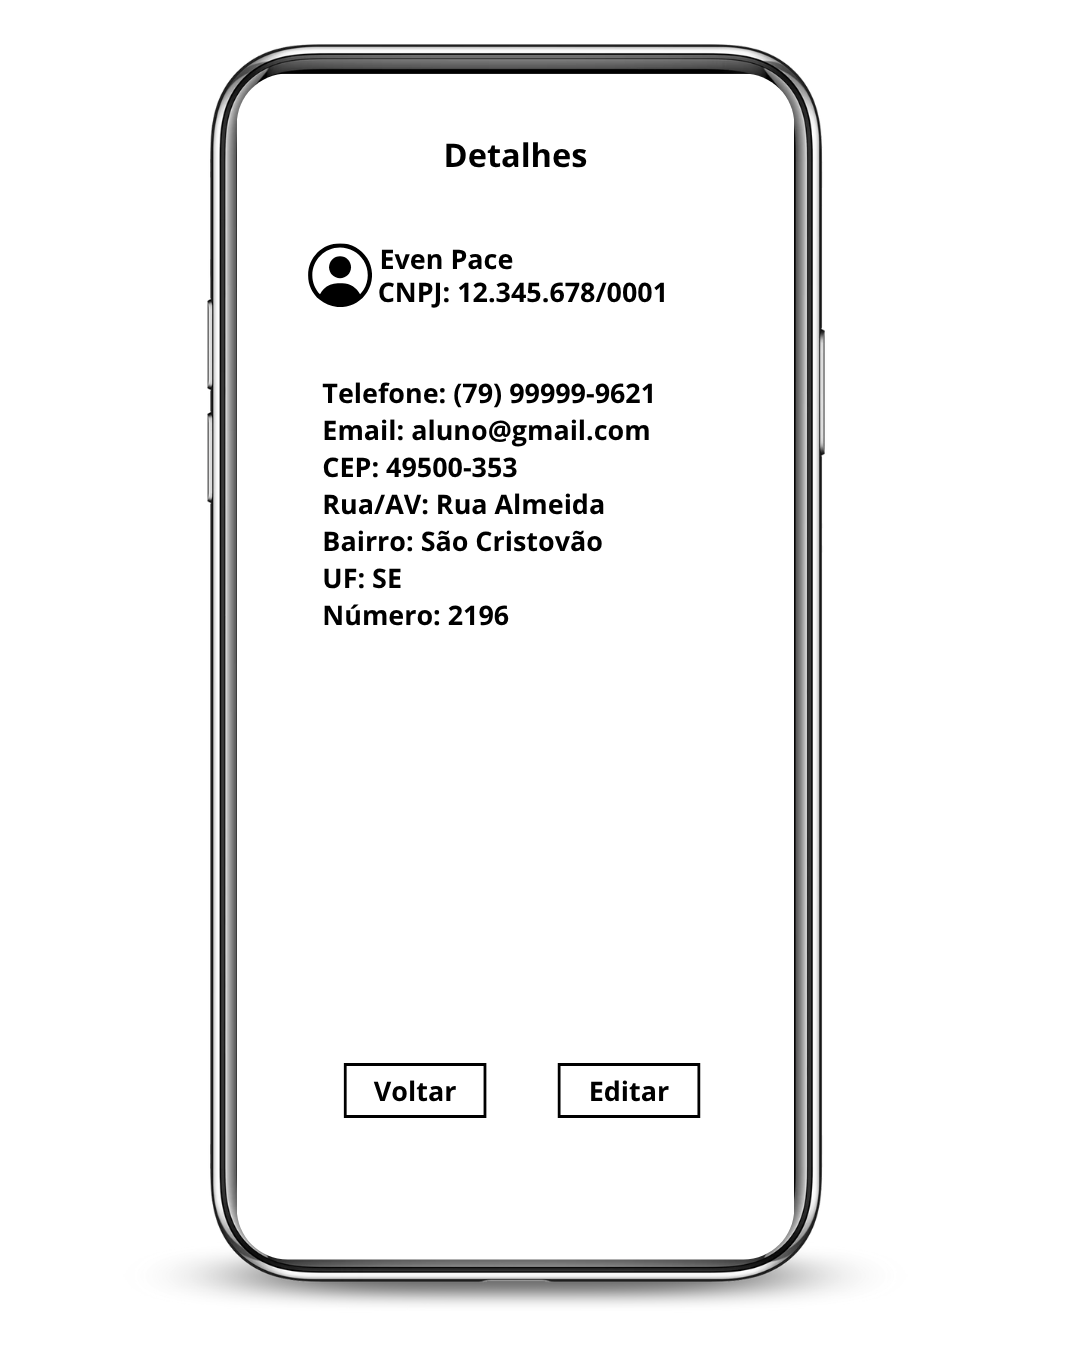 Detalhes
Even Pace
CNPJ: 12.345.678/0001
Telefone: (79) 99999-9621
Email: aluno@gmail.com
CEP: 49500-353
Rua/AV: Rua Almeida
Bairro: São Cristovão
UF: SE
Número: 2196
Voltar
Editar